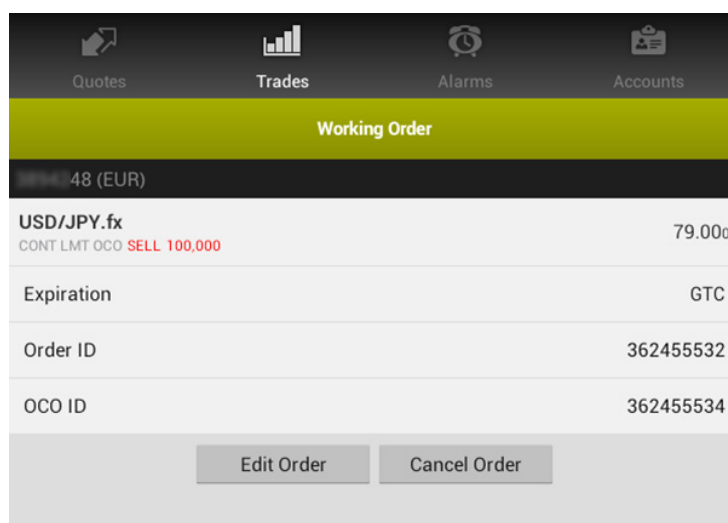 Quotes Trades Alarms Accounts
Working Order
48 (EUR)
USD/JPY.fx 79.000
CONT LMT OCO SELL 100,000
Expiration GTC
Order ID 362455532
OCO ID 362455534
Edit Order Cancel Order